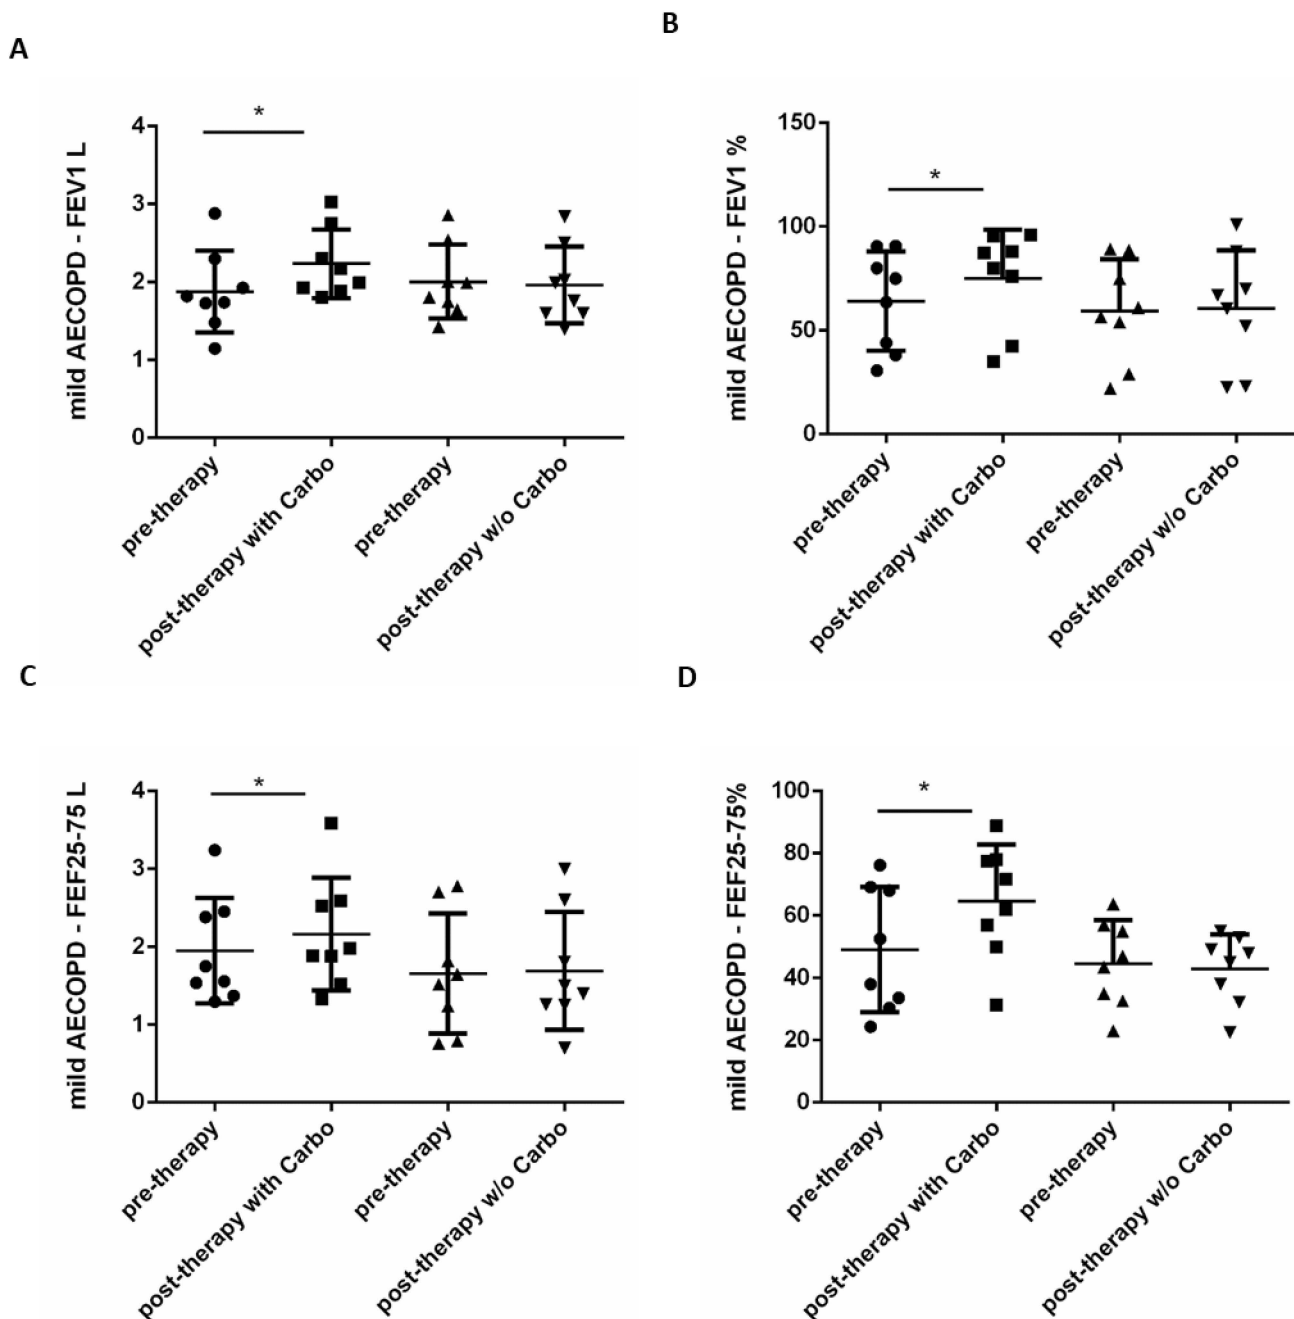 A
mild AECOPD - FEV1 L
4
3
2
1
0
*
pre-therapy
post-therapy with Carbo
pre-therapy
post-therapy w/o Carbo
B
mild AECOPD - FEV1 %
150
100
50
0
*
pre-therapy
post-therapy with Carbo
pre-therapy
post-therapy w/o Carbo
C
mild AECOPD - FEF25-75 L
4
3
2
1
0
*
pre-therapy
post-therapy with Carbo
pre-therapy
post-therapy w/o Carbo
D
mild AECOPD - FEF25-75%
100
80
60
40
20
0
*
pre-therapy
post-therapy with Carbo
pre-therapy
post-therapy w/o Carbo